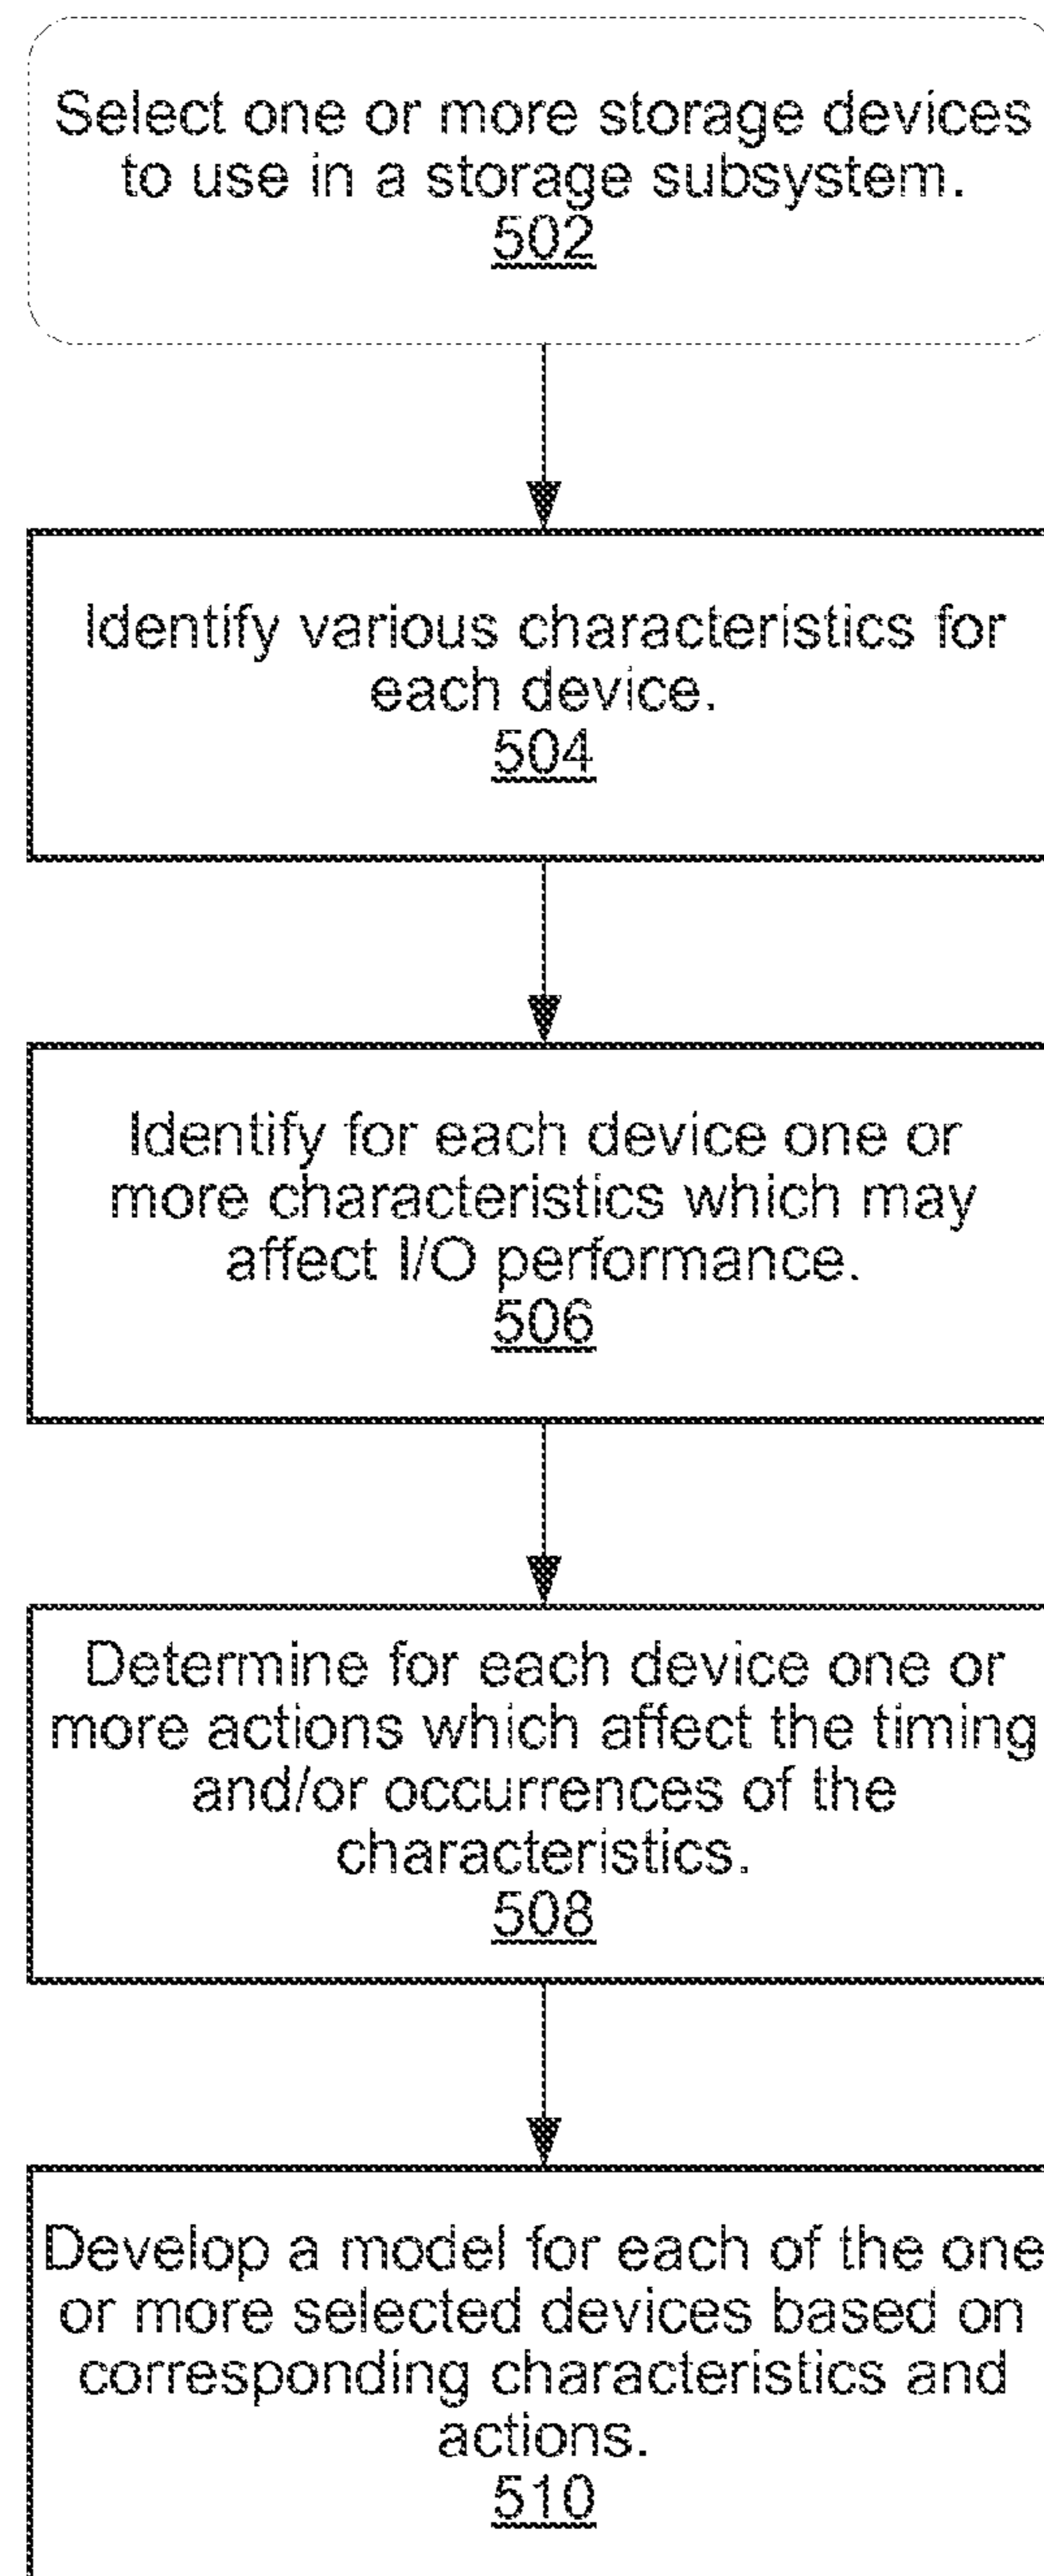 Select one or more storage devices
to use in a storage subsystem.
502
Identify various characteristics for
each device.
504
Identify for each device one or
more characteristics which may
affect I/O performance.
506
Determine for each device one or
more actions which affect the timing
and/or occurrences of the
characteristics.
508
Develop a model for each of the one
or more selected devices based on
corresponding characteristics and
actions.
510